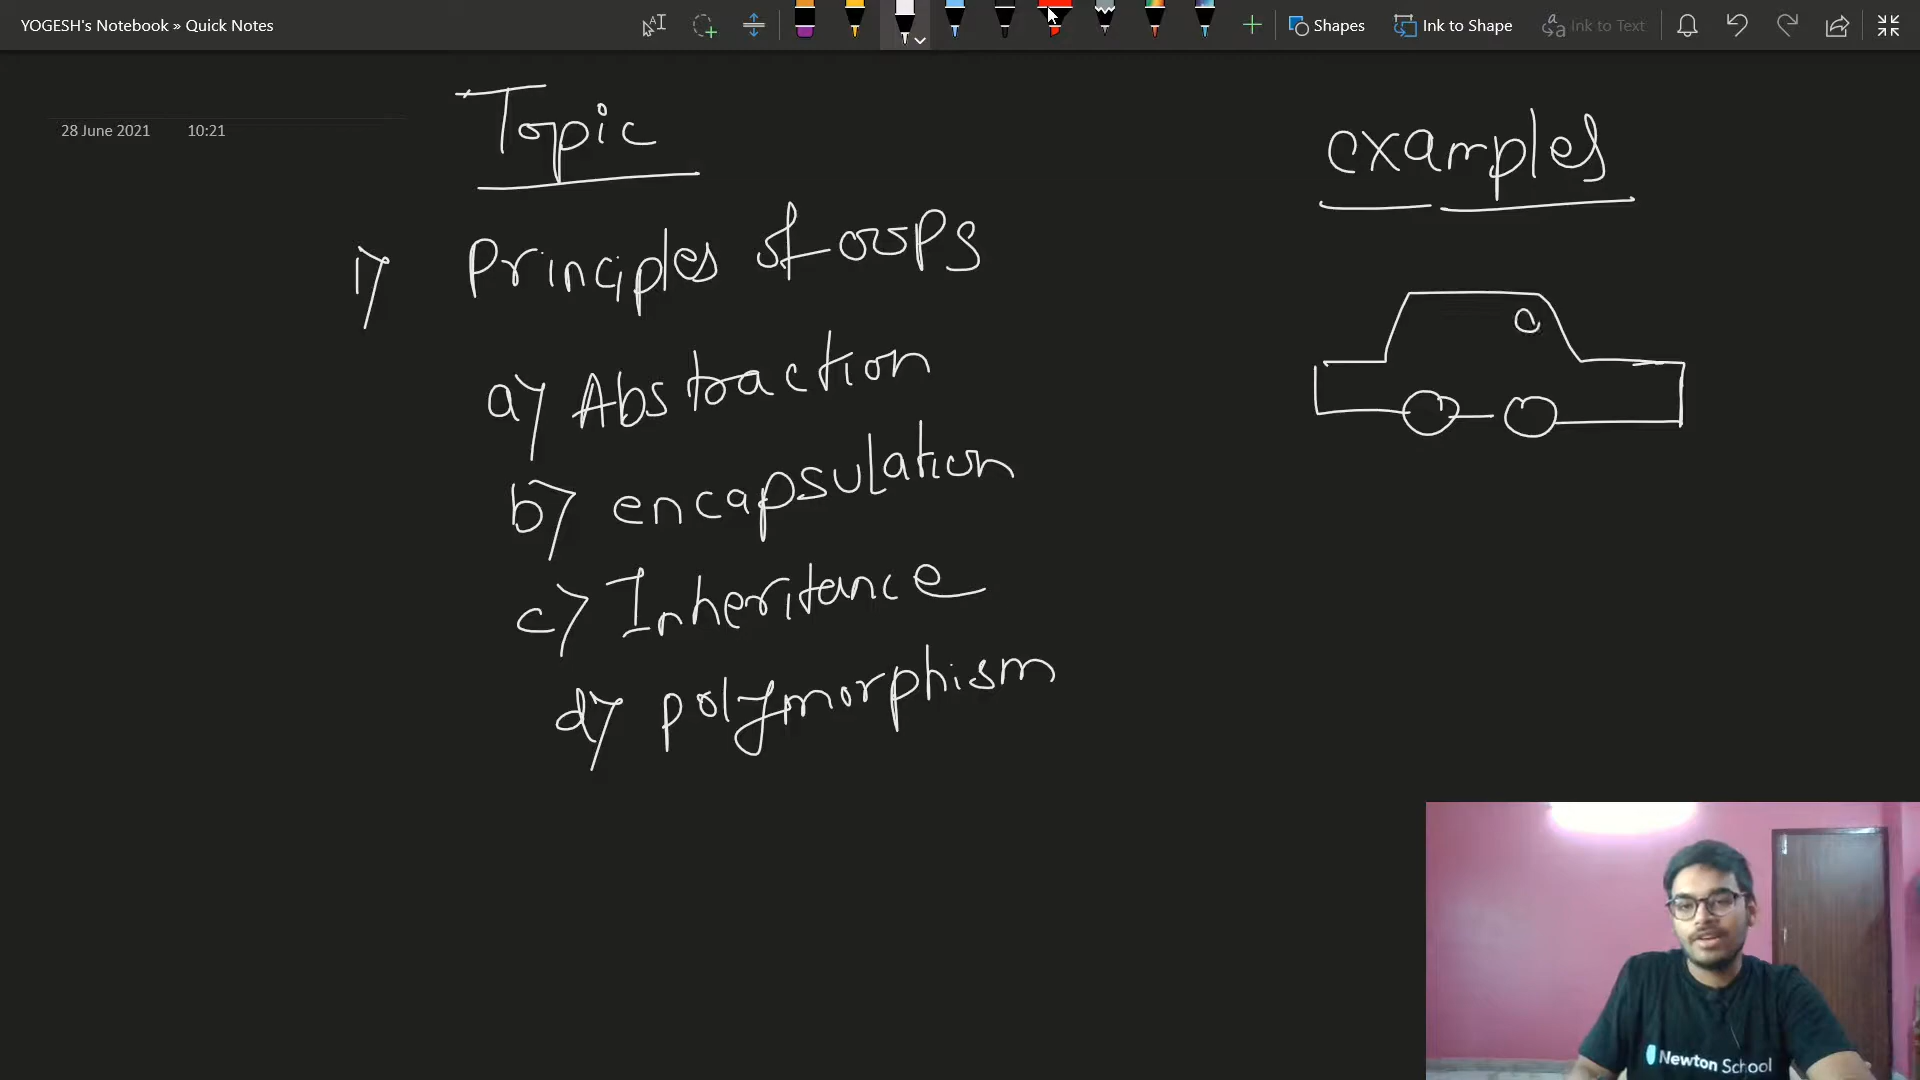 YOGESH's Notebook » Quick Notes
Shapes
Ink to Shape
Ink to Text
28 June 2021 10:21
Topic
examples
1) Principles of OOPS
a) Abstraction
b) encapsulation
c) Inheritance
d) polymorphism
Newton School